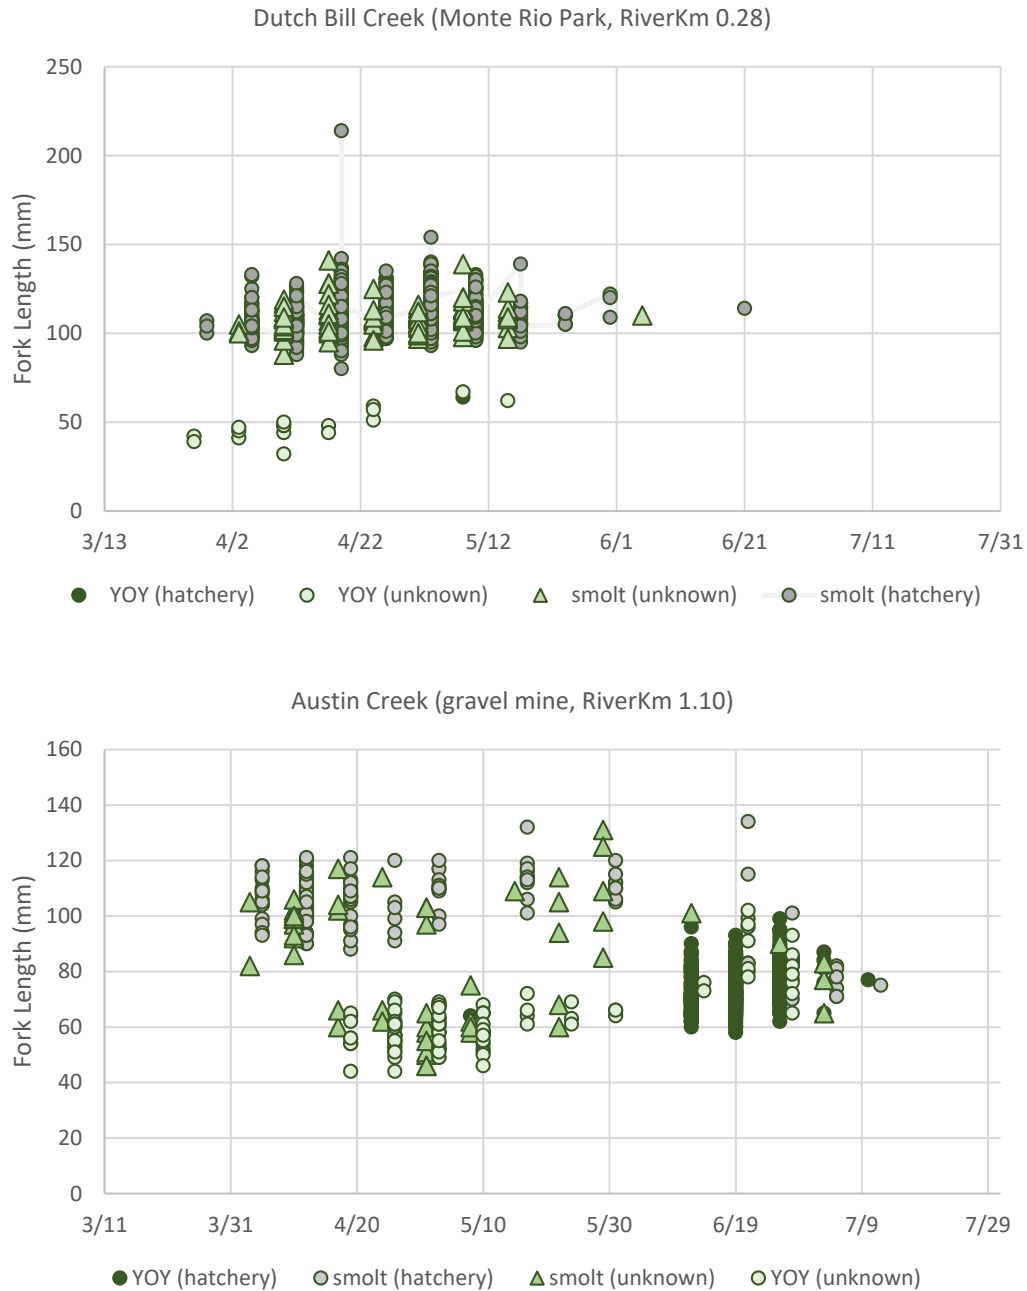 Dutch Bill Creek (Monte Rio Park, RiverKm 0.28)
Fork Length (mm)
250
200
150
100
50
0
3/13 4/2 4/22 5/12 6/1 6/21 7/11 7/31
YOY (hatchery) YOY (unknown) smolt (unknown) smolt (hatchery)
Austin Creek (gravel mine, RiverKm 1.10)
Fork Length (mm)
160
140
120
100
80
60
40
20
0
3/11 3/31 4/20 5/10 5/30 6/19 7/9 7/29
YOY (hatchery) smolt (hatchery) smolt (unknown) YOY (unknown)